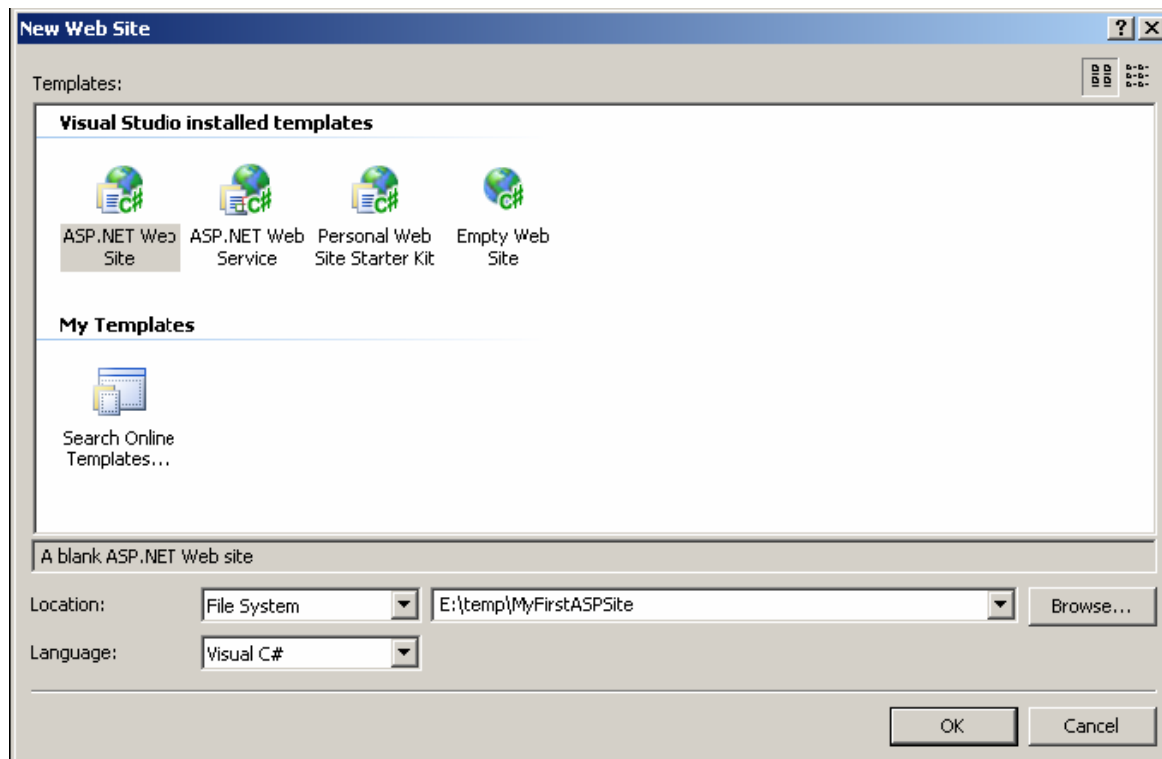 New Web Site
Templates:
Visual Studio installed templates
ASP.NET Web Site
ASP.NET Web Service
Personal Web Site Starter Kit
Empty Web Site
My Templates
Search Online Templates...
A blank ASP.NET Web site
Location:
File System
E:\temp\MyFirstASPSite
Browse...
Language:
Visual C#
OK
Cancel